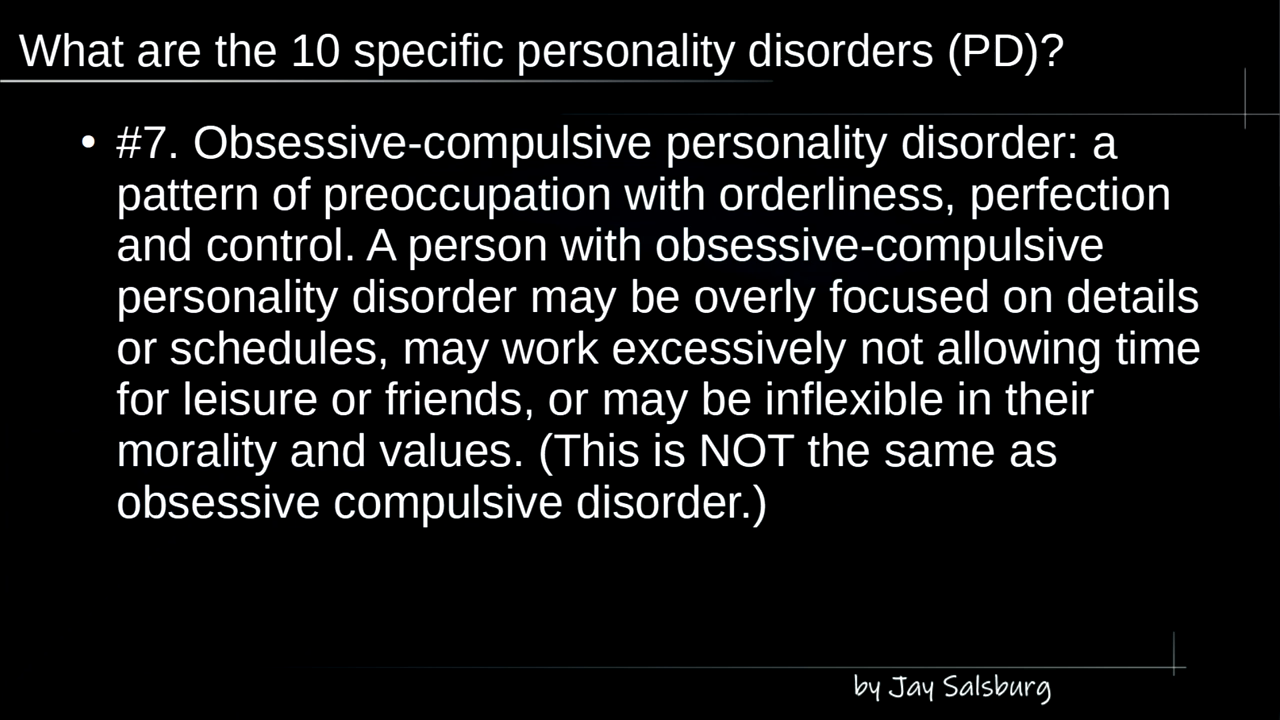 What are the 10 specific personality disorders (PD)?
• #7. Obsessive-compulsive personality disorder: a
pattern of preoccupation with orderliness, perfection
and control. A person with obsessive-compulsive
personality disorder may be overly focused on details
or schedules, may work excessively not allowing time
for leisure or friends, or may be inflexible in their
morality and values. (This is NOT the same as
obsessive compulsive disorder.)
by Jay Salsburg